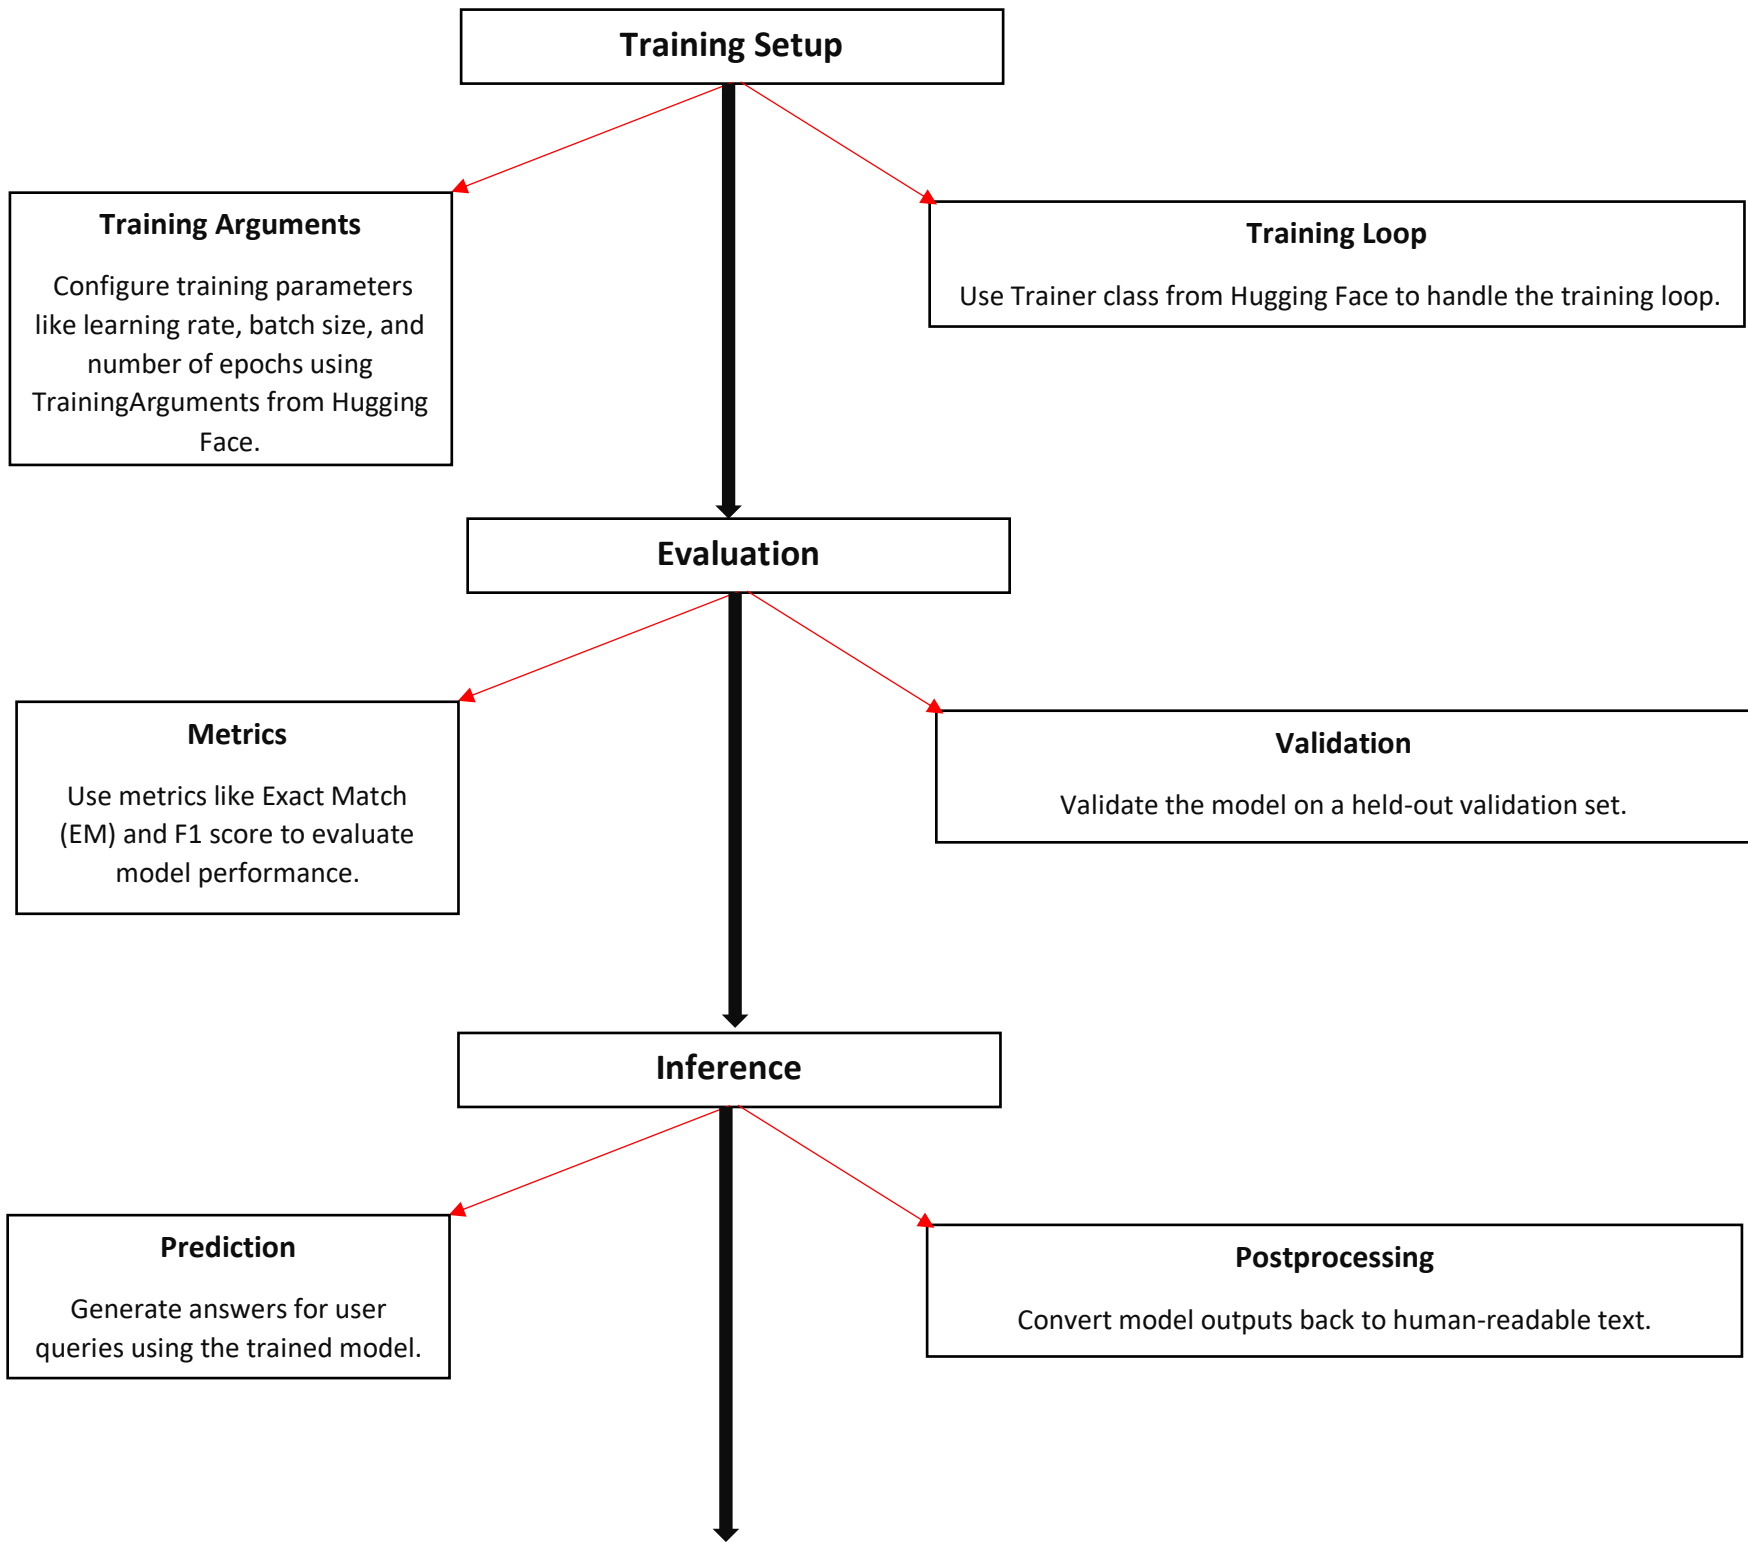 Training Setup
Training Arguments
Configure training parameters
like learning rate, batch size, and
number of epochs using
TrainingArguments from Hugging
Face.
Training Loop
Use Trainer class from Hugging Face to handle the training loop.
Evaluation
Metrics
Use metrics like Exact Match
(EM) and F1 score to evaluate
model performance.
Validation
Validate the model on a held-out validation set.
Inference
Prediction
Generate answers for user
queries using the trained model.
Postprocessing
Convert model outputs back to human-readable text.